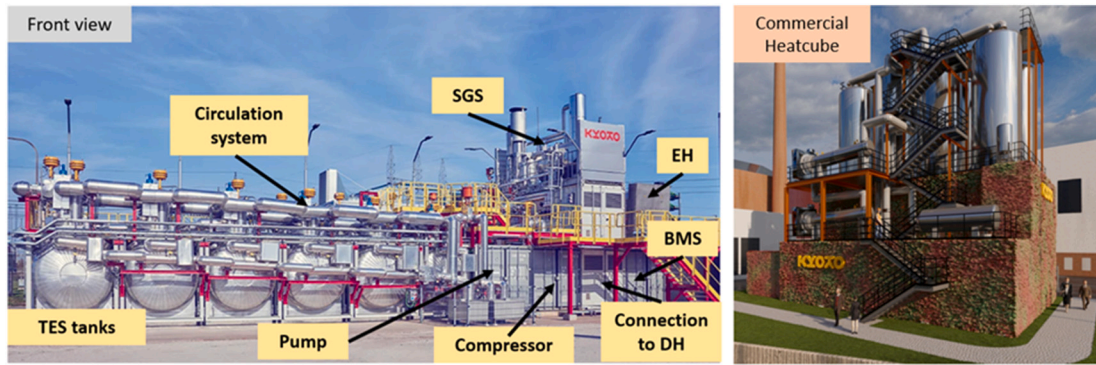 Front view
Circulation
system
SGS
KYOTO
EH
BMS
TES tanks
Pump
Compressor
Connection
to DH
Commercial
Heatcube
KYOTO